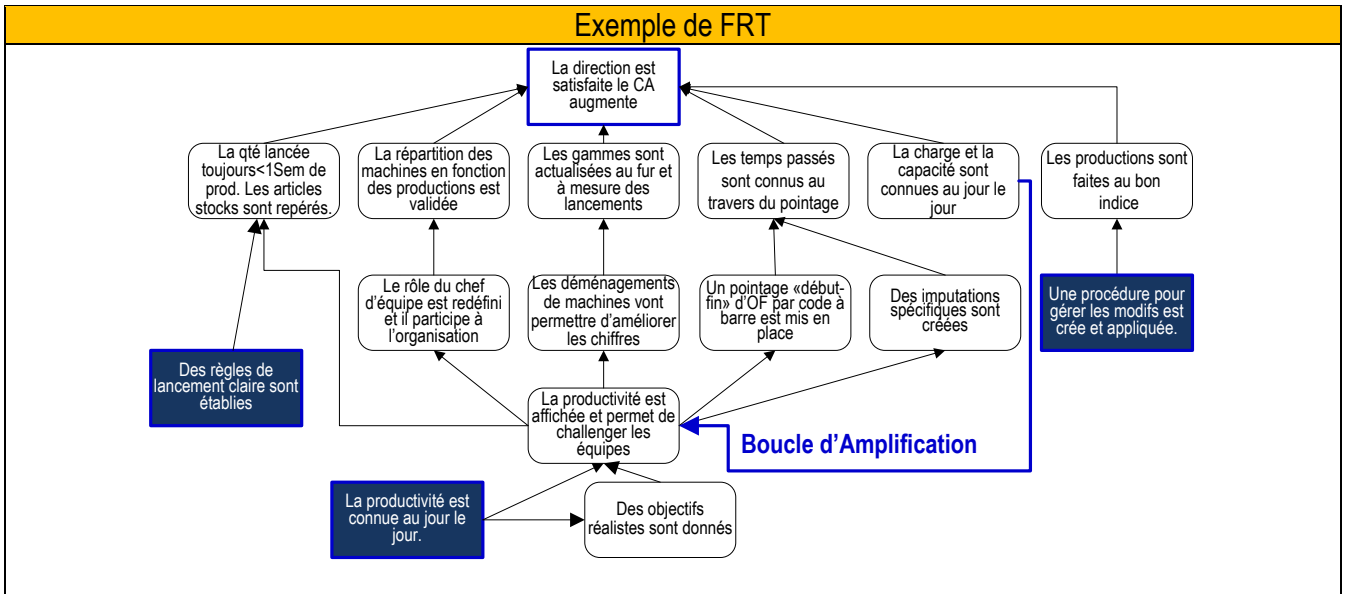 Exemple de FRT
La direction est
satisfaite le CA
augmente
La qté lancée
toujours<1Sem de
prod. Les articles
stocks sont repérés.
La répartition des
machines en fonction
des productions est
validée
Les gammes sont
actualisées au fur et
à mesure des
lancements
Les temps passés
sont connus au
travers du pointage
La charge et la
capacité sont
connues au jour le
jour
Les productions sont
faites au bon
indice
Le rôle du chef
d'équipe est redéfini
et il participe à
l'organisation
Les déménagements
de machines vont
permettre d'améliorer
les chiffres
Un pointage «début-
fin» d'OF par code à
barre est mis en
place
Des imputations
spécifiques sont
créées
Une procédure pour
gérer les modifs est
crée et appliquée.
Des règles de
lancement claire sont
établies
La productivité est
affichée et permet de
challenger les
équipes
Boucle d'Amplification
La productivité est
connue au jour le
jour.
Des objectifs
réalistes sont donnés